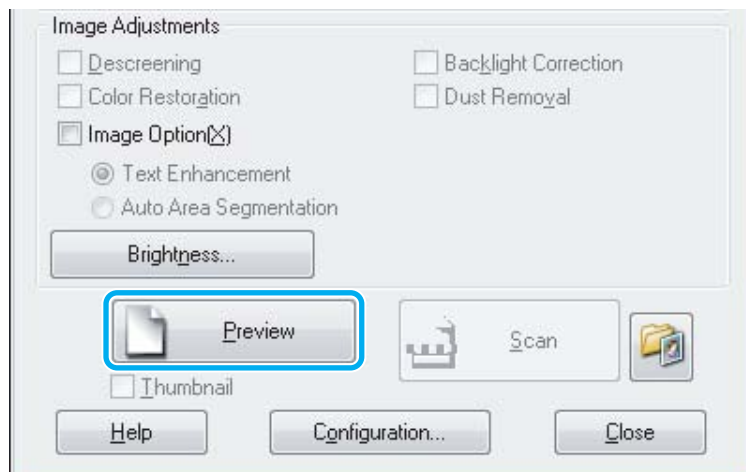 Image Adjustments
Descreening Backlight Correction
Color Restoration Dust Removal
Image Option(X)
Text Enhancement
Auto Area Segmentation
Brightness...
Preview Scan
Thumbnail
Help Configuration... Close